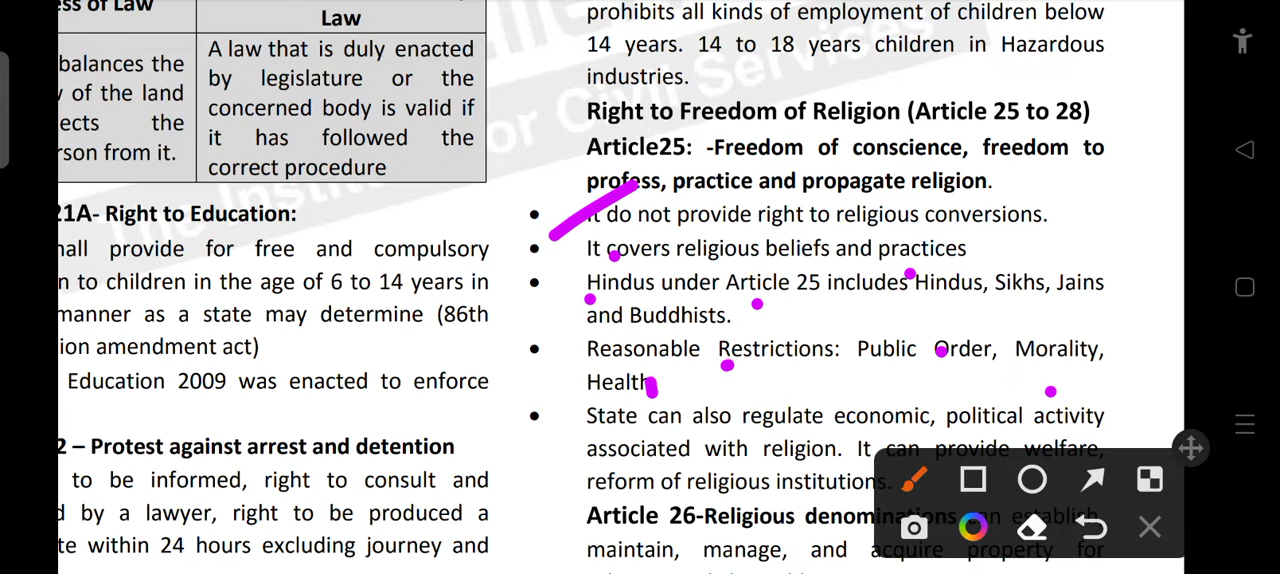 ess of Law
Law
balances the
of the land
ects the
rson from it.
A law that is duly enacted
by legislature or the
concerned body is valid if
it has followed the
correct procedure
21A- Right to Education:
hall provide for free and compulsory
n to children in the age of 6 to 14 years in
manner as a state may determine (86th
ion amendment act)
Education 2009 was enacted to enforce
2 – Protest against arrest and detention
to be informed, right to consult and
d by a lawyer, right to be produced a
te within 24 hours excluding journey and
prohibits all kinds of employment of children below
14 years. 14 to 18 years children in Hazardous
industries.
Right to Freedom of Religion (Article 25 to 28)
Article25: -Freedom of conscience, freedom to
profess, practice and propagate religion.
• It do not provide right to religious conversions.
• It covers religious beliefs and practices
• Hindus under Article 25 includes Hindus, Sikhs, Jains
and Buddhists.
• Reasonable Restrictions: Public Order, Morality,
Health
• State can also regulate economic, political activity
associated with religion. It can provide welfare,
reform of religious institutions.
Article 26-Religious denominations can establish,
maintain, manage, and acquire property for
The Institute for Civil Services